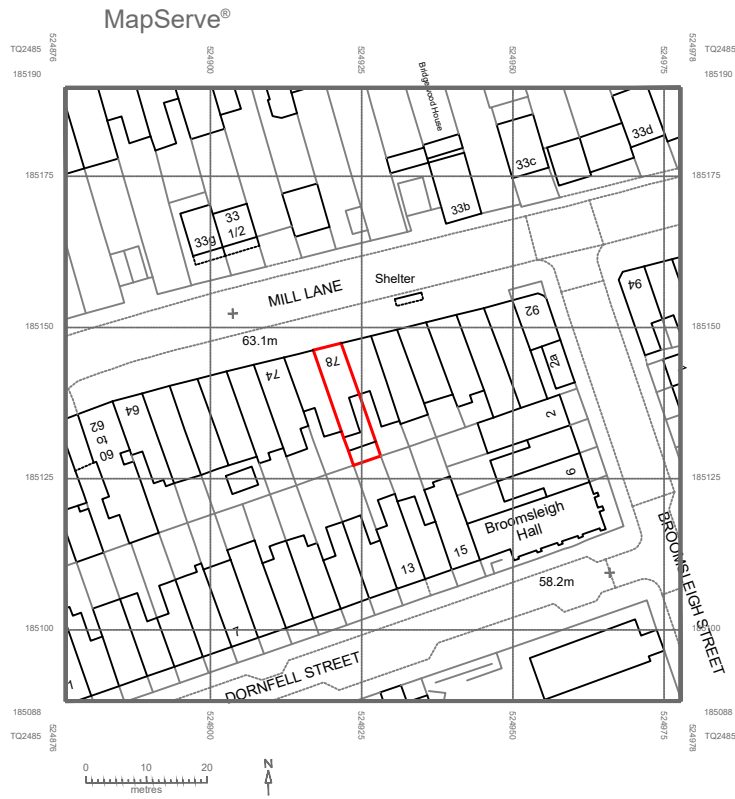 MapServe®
524876
524900
524925
524950
524975
524978
TQ2485
TQ2485
185190
185190
Bridgewood House
33d
33c
185175
185175
33b
33
1/2
33g
Shelter
MILL LANE
94
92
185150
185150
63.1m
78
2a
74
64
62
to
60
2
6
185125
185125
Broomsleigh
Hall
BROOMSLEIGH STREET
15
13
58.2m
7
185100
185100
DORNFELL STREET
1
185088
185088
TQ2485
TQ2485
524876
524900
524925
524950
524975
524978
0
20
10
metres
N